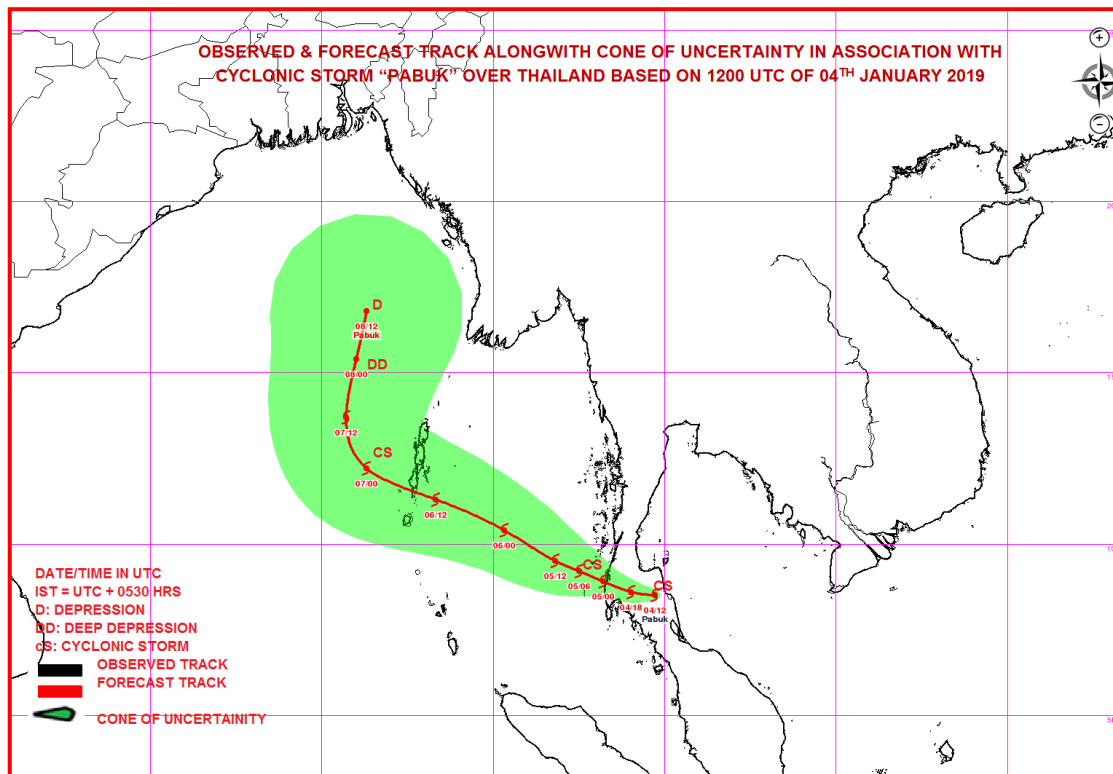 OBSERVED & FORECAST TRACK ALONGWITH CONE OF UNCERTAINTY IN ASSOCIATION WITH
CYCLONIC STORM “PABUK” OVER THAILAND BASED ON 1200 UTC OF 04TH JANUARY 2019
+
−
20
D
08/12
Pabuk
DD
08/00
15
07/12
CS
07/00
06/12
06/00
10
05/12
CS
05/06
05/00
CS
04/18
04/12
Pabuk
DATE/TIME IN UTC
IST = UTC + 0530 HRS
D: DEPRESSION
DD: DEEP DEPRESSION
cS: CYCLONIC STORM
OBSERVED TRACK
FORECAST TRACK
CONE OF UNCERTAINITY